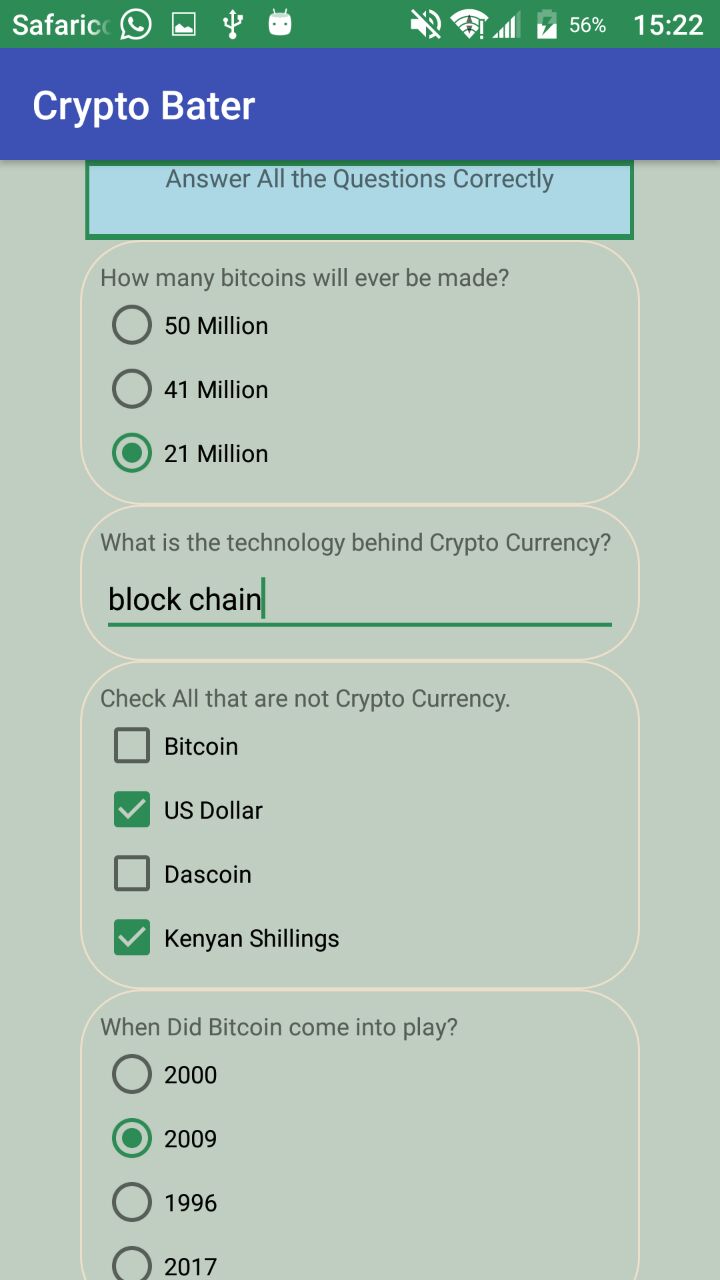 Safaric
56%
15:22
Crypto Bater
Answer All the Questions Correctly
How many bitcoins will ever be made?
50 Million
41 Million
21 Million
What is the technology behind Crypto Currency?
block chain
Check All that are not Crypto Currency.
Bitcoin
US Dollar
Dascoin
Kenyan Shillings
When Did Bitcoin come into play?
2000
2009
1996
2017